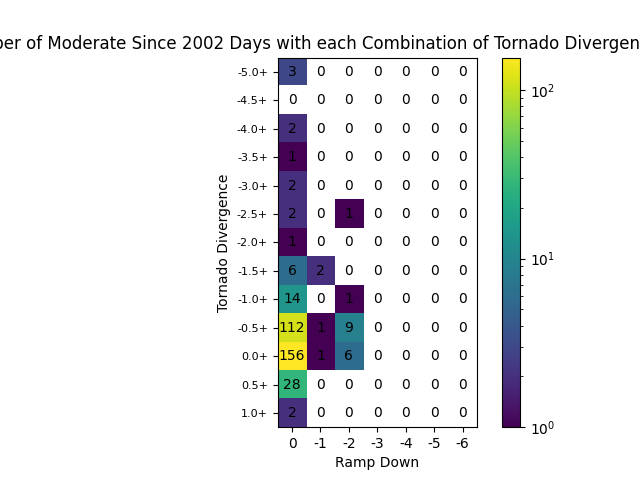 ber of Moderate Since 2002 Days with each Combination of Tornado Divergen
-5.0+ 3 0 0 0 0 0 0
-4.5+ 0 0 0 0 0 0 0
-4.0+ 2 0 0 0 0 0 0
-3.5+ 1 0 0 0 0 0 0
-3.0+ 2 0 0 0 0 0 0
-2.5+ 2 0 1 0 0 0 0
-2.0+ 1 0 0 0 0 0 0
-1.5+ 6 2 0 0 0 0 0
-1.0+ 14 0 1 0 0 0 0
-0.5+ 112 1 9 0 0 0 0
0.0+ 156 1 6 0 0 0 0
0.5+ 28 0 0 0 0 0 0
1.0+ 2 0 0 0 0 0 0
0 -1 -2 -3 -4 -5 -6
Ramp Down
Tornado Divergence
10²
10¹
10⁰